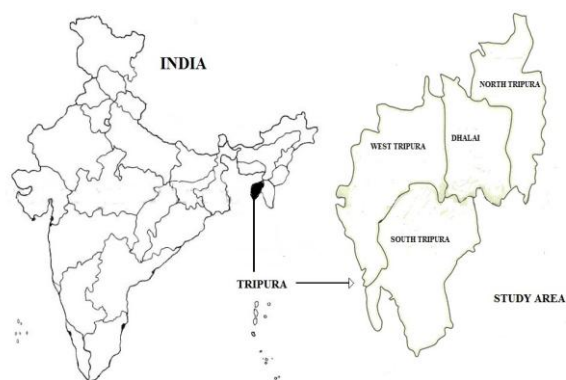 INDIA
TRIPURA
NORTH TRIPURA
WEST TRIPURA
DHALAI
SOUTH TRIPURA
STUDY AREA